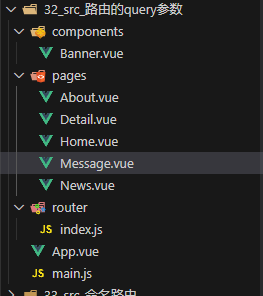 32_src_路由的query参数
components
Banner.vue
pages
About.vue
Detail.vue
Home.vue
Message.vue
News.vue
router
JS index.js
App.vue
JS main.js
33_src_命名路由